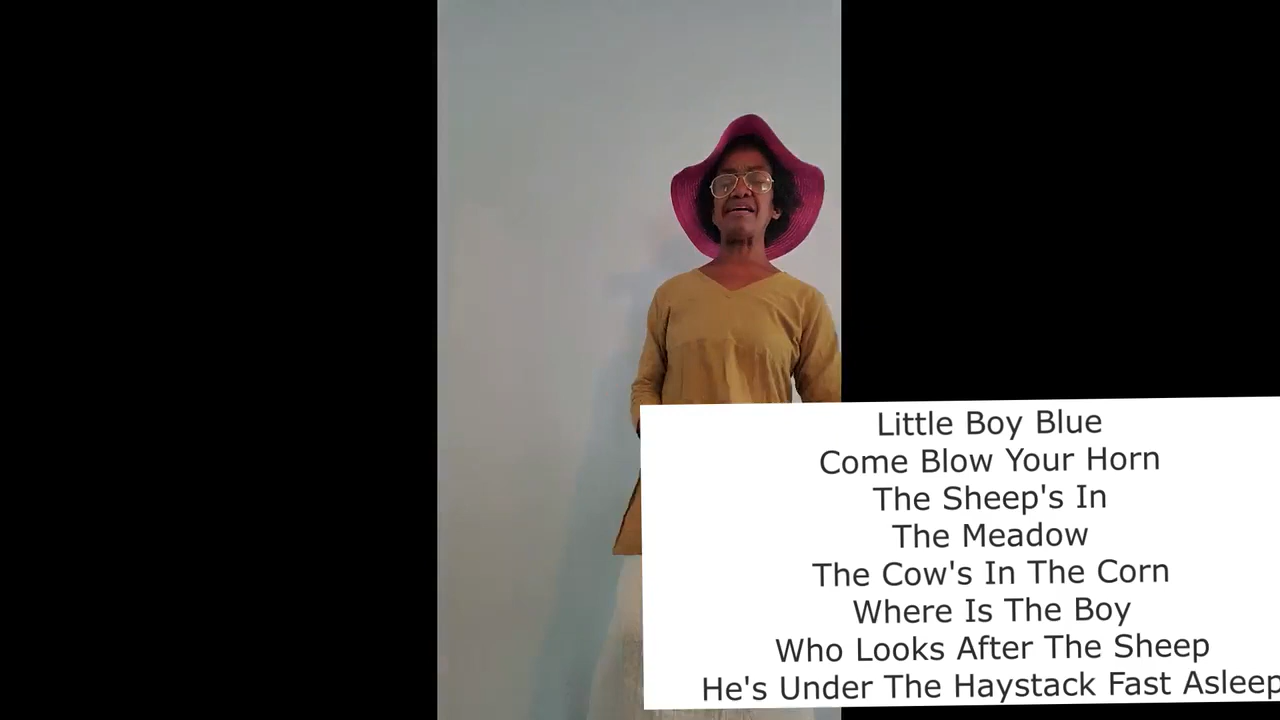 Little Boy Blue
Come Blow Your Horn
The Sheep's In
The Meadow
The Cow's In The Corn
Where Is The Boy
Who Looks After The Sheep
He's Under The Haystack Fast Asleep